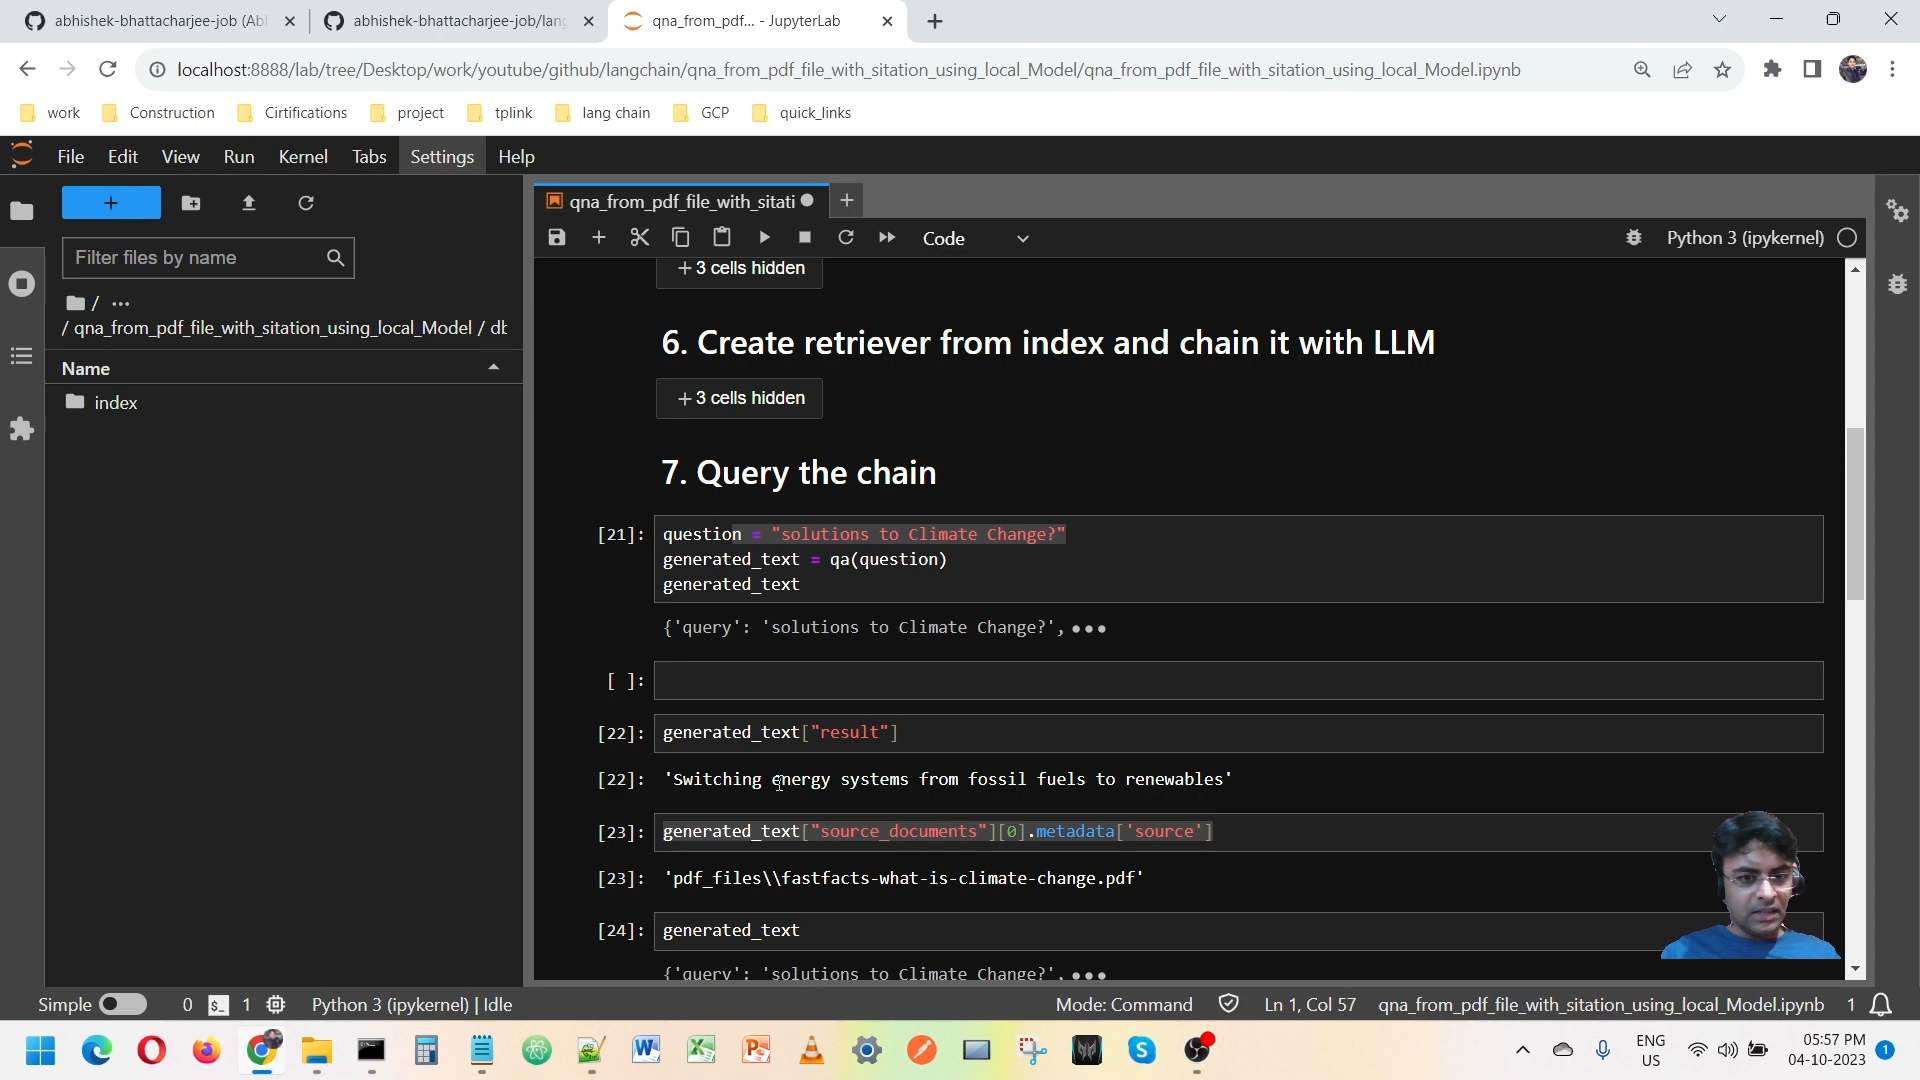 abhishek-bhattacharjee-job (Abl
abhishek-bhattacharjee-job/lang
qna_from_pdf... - JupyterLab
localhost:8888/lab/tree/Desktop/work/youtube/github/langchain/qna_from_pdf_file_with_sitation_using_local_Model/qna_from_pdf_file_with_sitation_using_local_Model.ipynb
work
Construction
Cirtifications
project
tplink
lang chain
GCP
quick_links
File Edit View Run Kernel Tabs Settings Help
qna_from_pdf_file_with_sitati
Code
Python 3 (ipykernel)
Filter files by name
/ ...
/ qna_from_pdf_file_with_sitation_using_local_Model / db
Name
index
+ 3 cells hidden
6. Create retriever from index and chain it with LLM
+ 3 cells hidden
7. Query the chain
[21]: question = "solutions to Climate Change?"
generated_text = qa(question)
generated_text
{'query': 'solutions to Climate Change?', •••
[ ]:
[22]: generated_text["result"]
[22]: 'Switching energy systems from fossil fuels to renewables'
[23]: generated_text["source_documents"][0].metadata['source']
[23]: 'pdf_files\\fastfacts-what-is-climate-change.pdf'
[24]: generated_text
{'query': 'solutions to Climate Change?', •••
Simple 0 $_ 1 Python 3 (ipykernel) | Idle
Mode: Command Ln 1, Col 57 qna_from_pdf_file_with_sitation_using_local_Model.ipynb 1
ENG
US
05:57 PM
04-10-2023
1